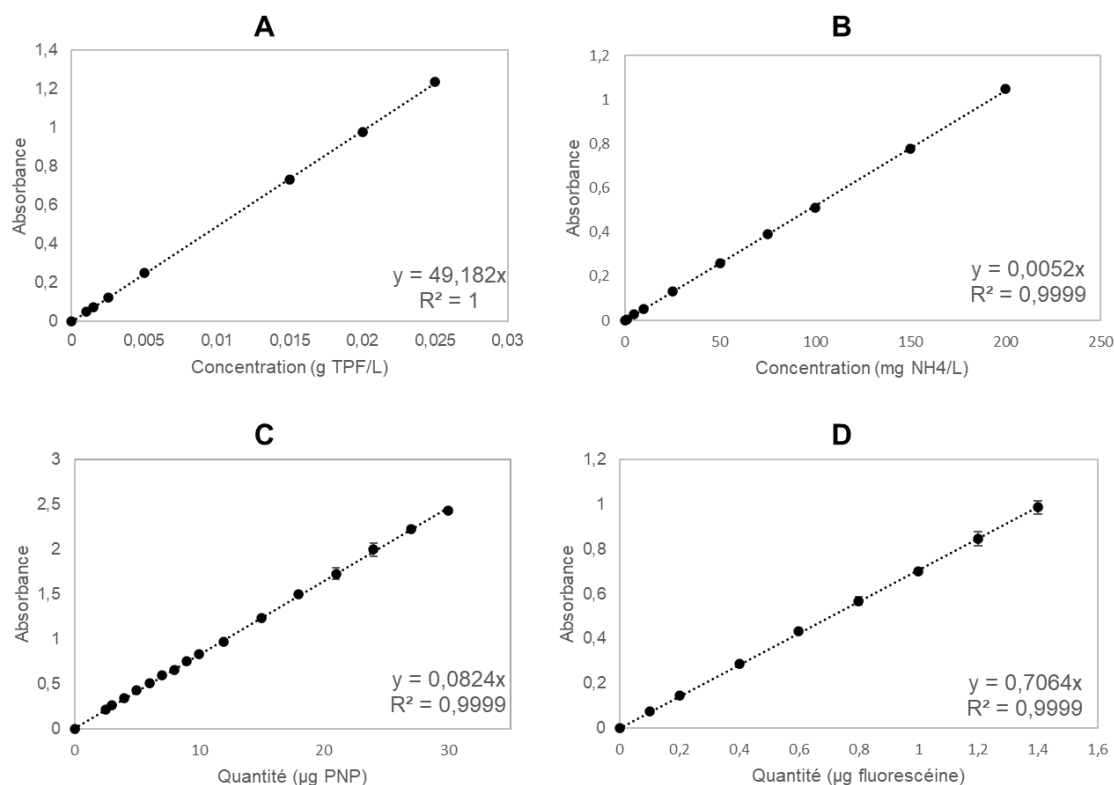 A
1,4
1,2
1
0,8
0,6
0,4
0,2
0
Absorbance
y = 49,182x
R² = 1
0 0,005 0,01 0,015 0,02 0,025 0,03
Concentration (g TPF/L)
B
1,2
1
0,8
0,6
0,4
0,2
0
Absorbance
y = 0,0052x
R² = 0,9999
0 50 100 150 200 250
Concentration (mg NH4/L)
C
3
2,5
2
1,5
1
0,5
0
Absorbance
y = 0,0824x
R² = 0,9999
0 10 20 30
Quantité (µg PNP)
D
1,2
1
0,8
0,6
0,4
0,2
0
Absorbance
y = 0,7064x
R² = 0,9999
0 0,2 0,4 0,6 0,8 1 1,2 1,4 1,6
Quantité (µg fluorescéine)